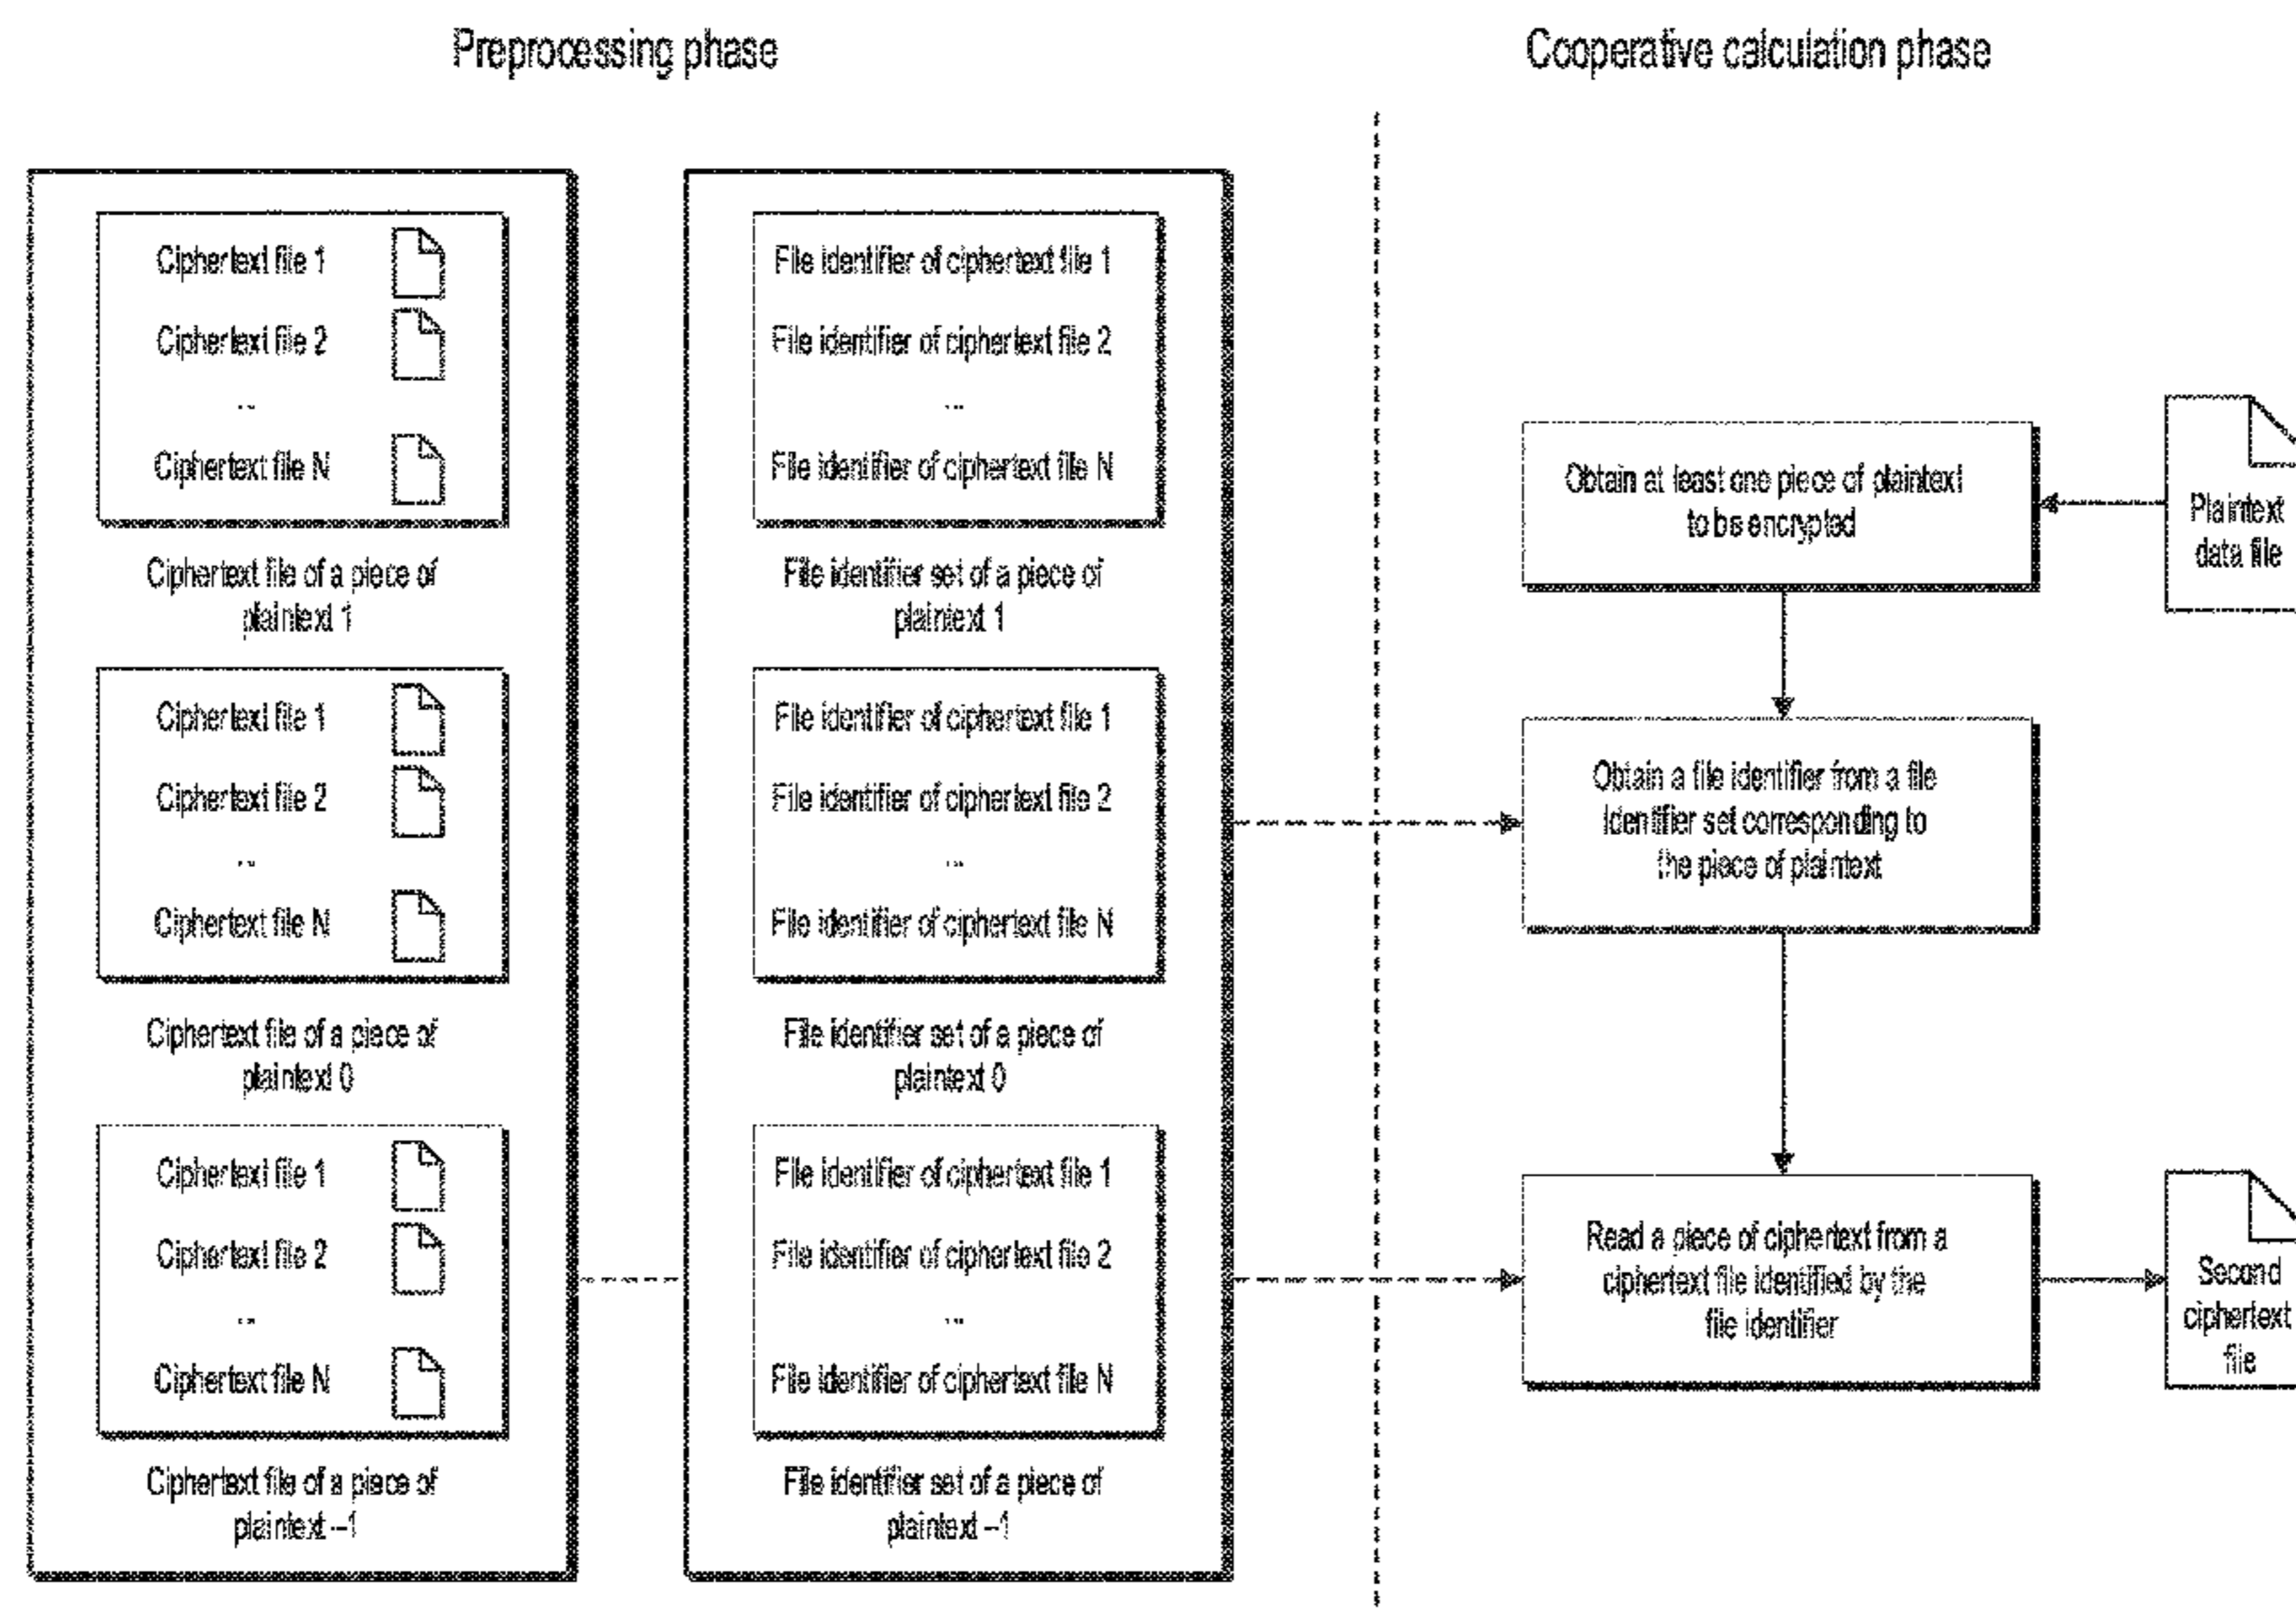 Preprocessing phase
Cooperative calculation phase
Ciphertext file 1
Ciphertext file 2
...
Ciphertext file N
Ciphertext file of a piece of
plaintext 1
Ciphertext file 1
Ciphertext file 2
...
Ciphertext file N
Ciphertext file of a piece of
plaintext 0
Ciphertext file 1
Ciphertext file 2
...
Ciphertext file N
Ciphertext file of a piece of
plaintext –1
File identifier of ciphertext file 1
File identifier of ciphertext file 2
...
File identifier of ciphertext file N
File identifier set of a piece of
plaintext 1
File identifier of ciphertext file 1
File identifier of ciphertext file 2
...
File identifier of ciphertext file N
File identifier set of a piece of
plaintext 0
File identifier of ciphertext file 1
File identifier of ciphertext file 2
...
File identifier of ciphertext file N
File identifier set of a piece of
plaintext –1
Obtain at least one piece of plaintext
to be encrypted
Plaintext
data file
Obtain a file identifier from a file
identifier set corresponding to
the piece of plaintext
Read a piece of ciphertext from a
ciphertext file identified by the
file identifier
Second
ciphertext
file